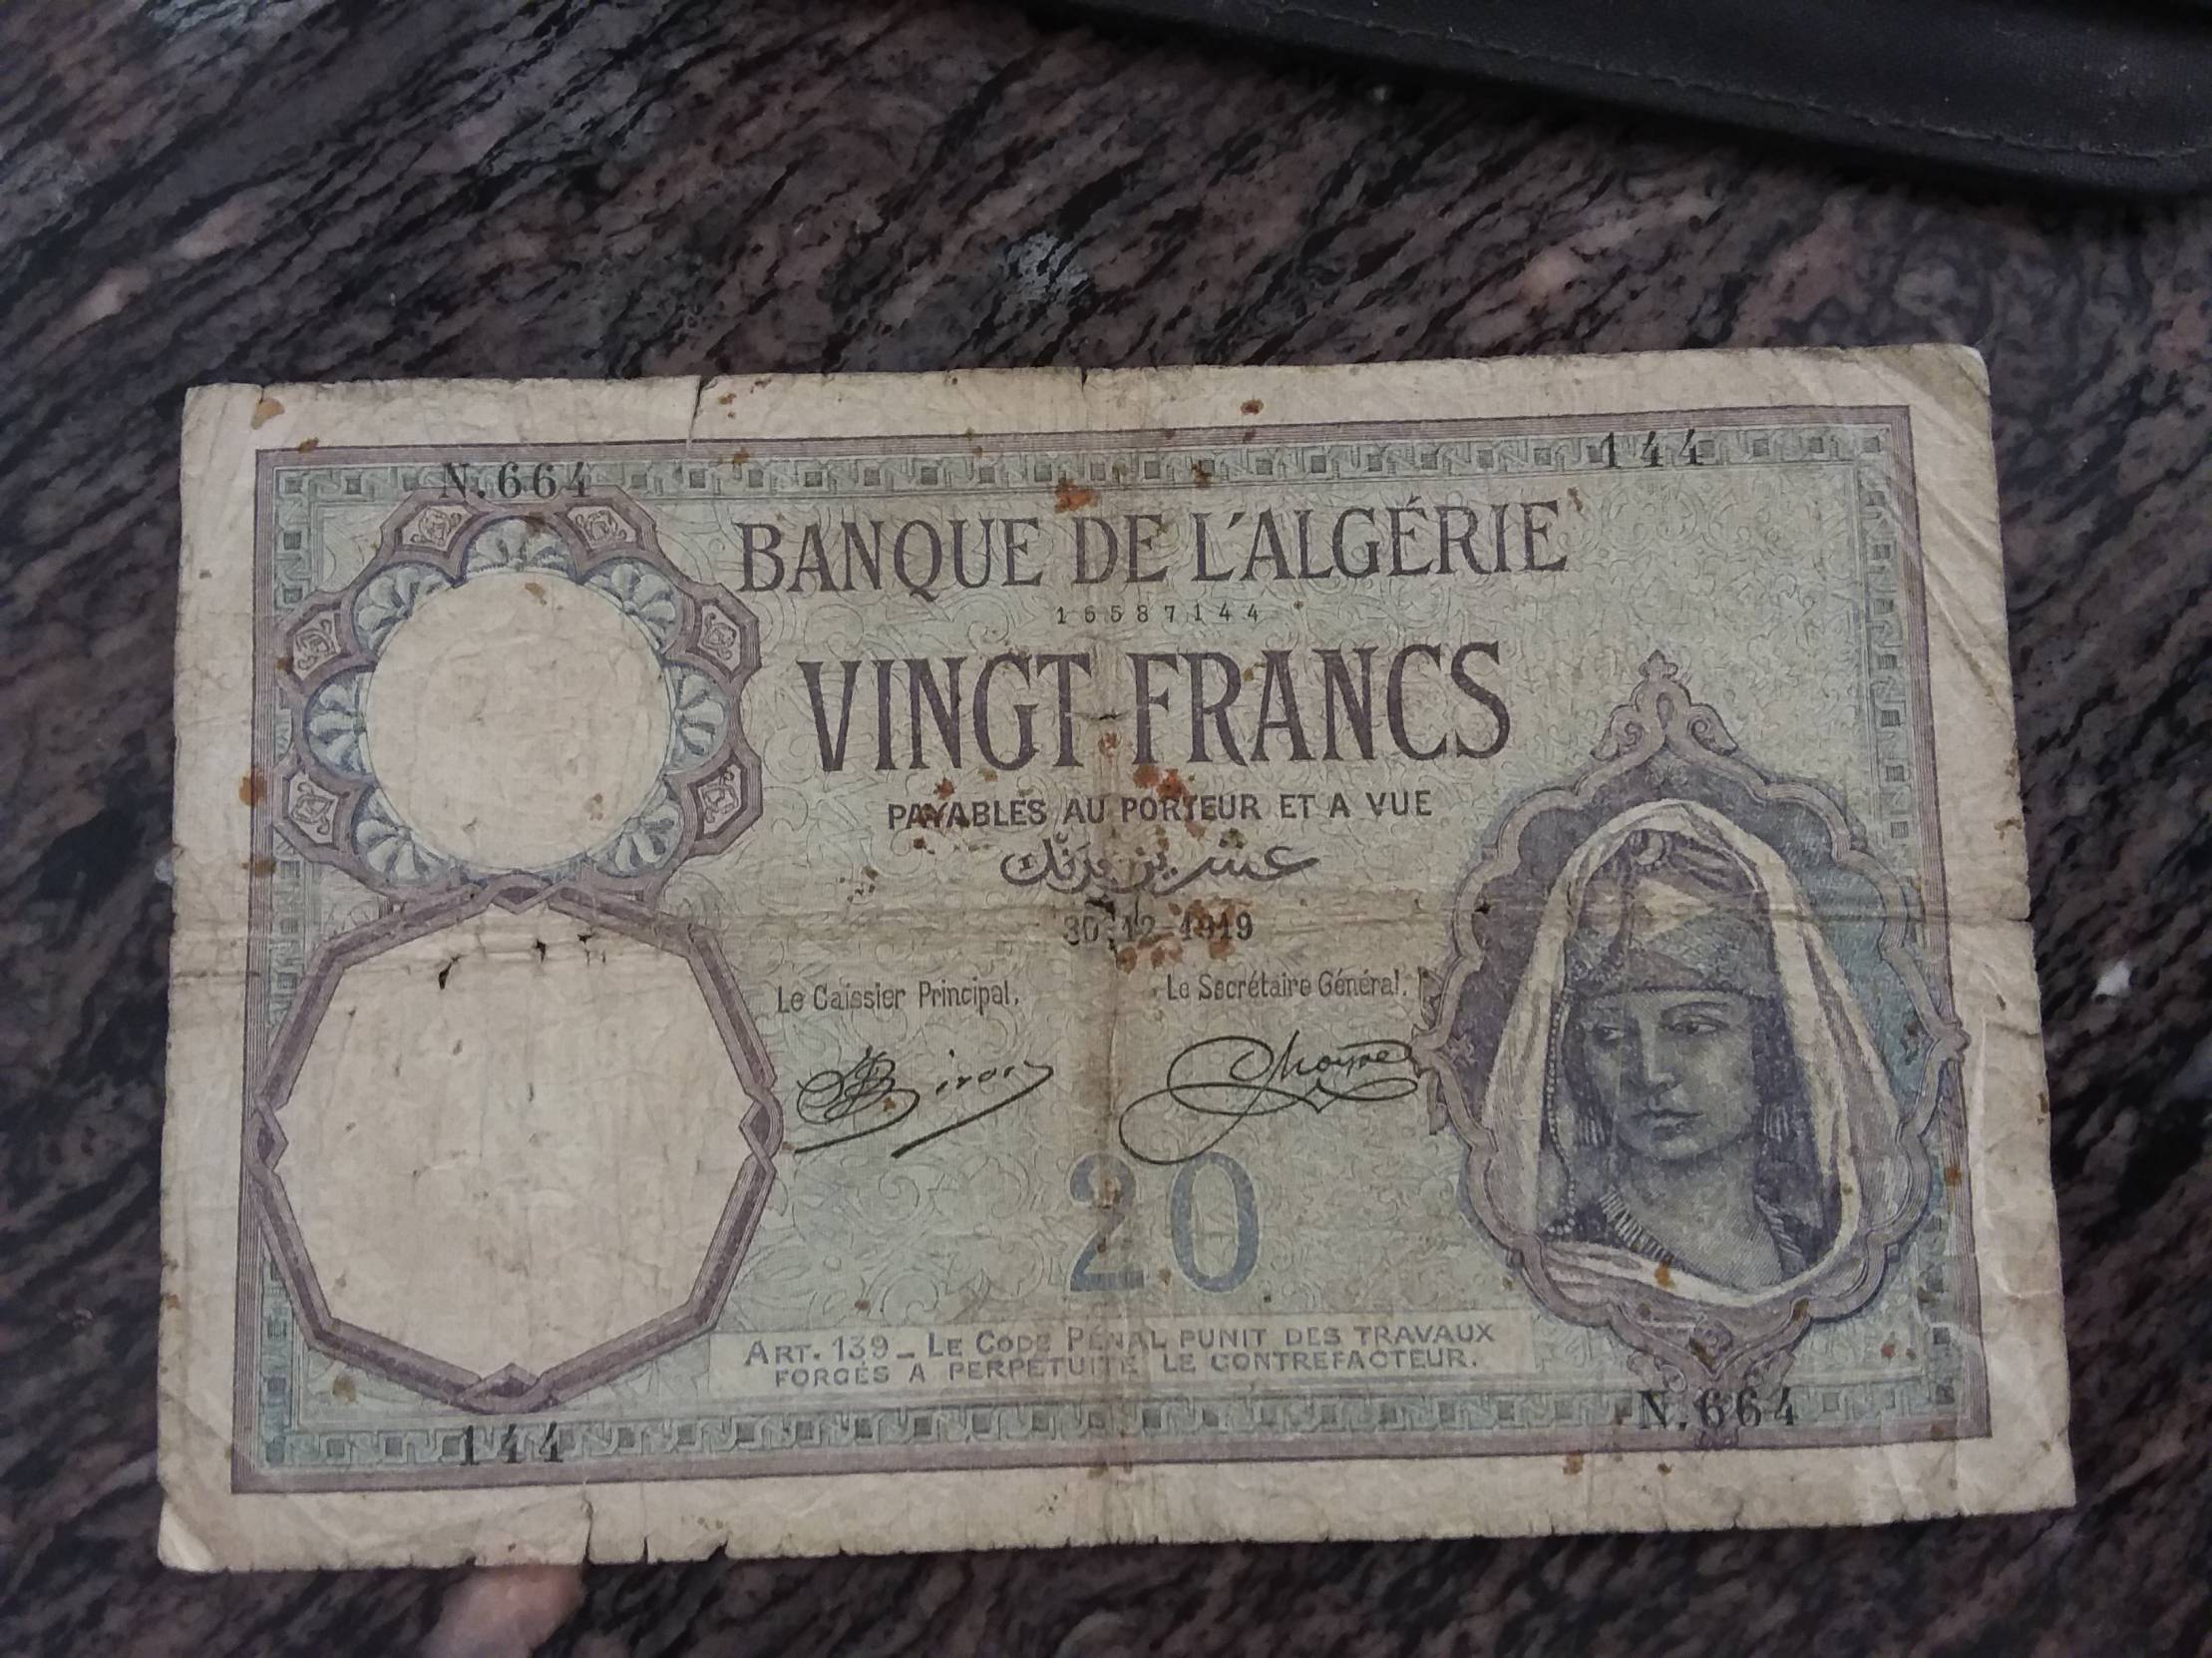 N.664
144
BANQUE DE L'ALGÉRIE
16587144
VINGT FRANCS
PAYABLES AU PORTEUR ET A VUE
عشرين فرنك
30-12-1919
Le Caissier Principal,
Le Secrétaire Général,
20
ART. 139 _ LE CODE PÉNAL PUNIT DES TRAVAUX
FORCÉS A PERPÉTUITÉ LE CONTREFACTEUR.
144
N.664